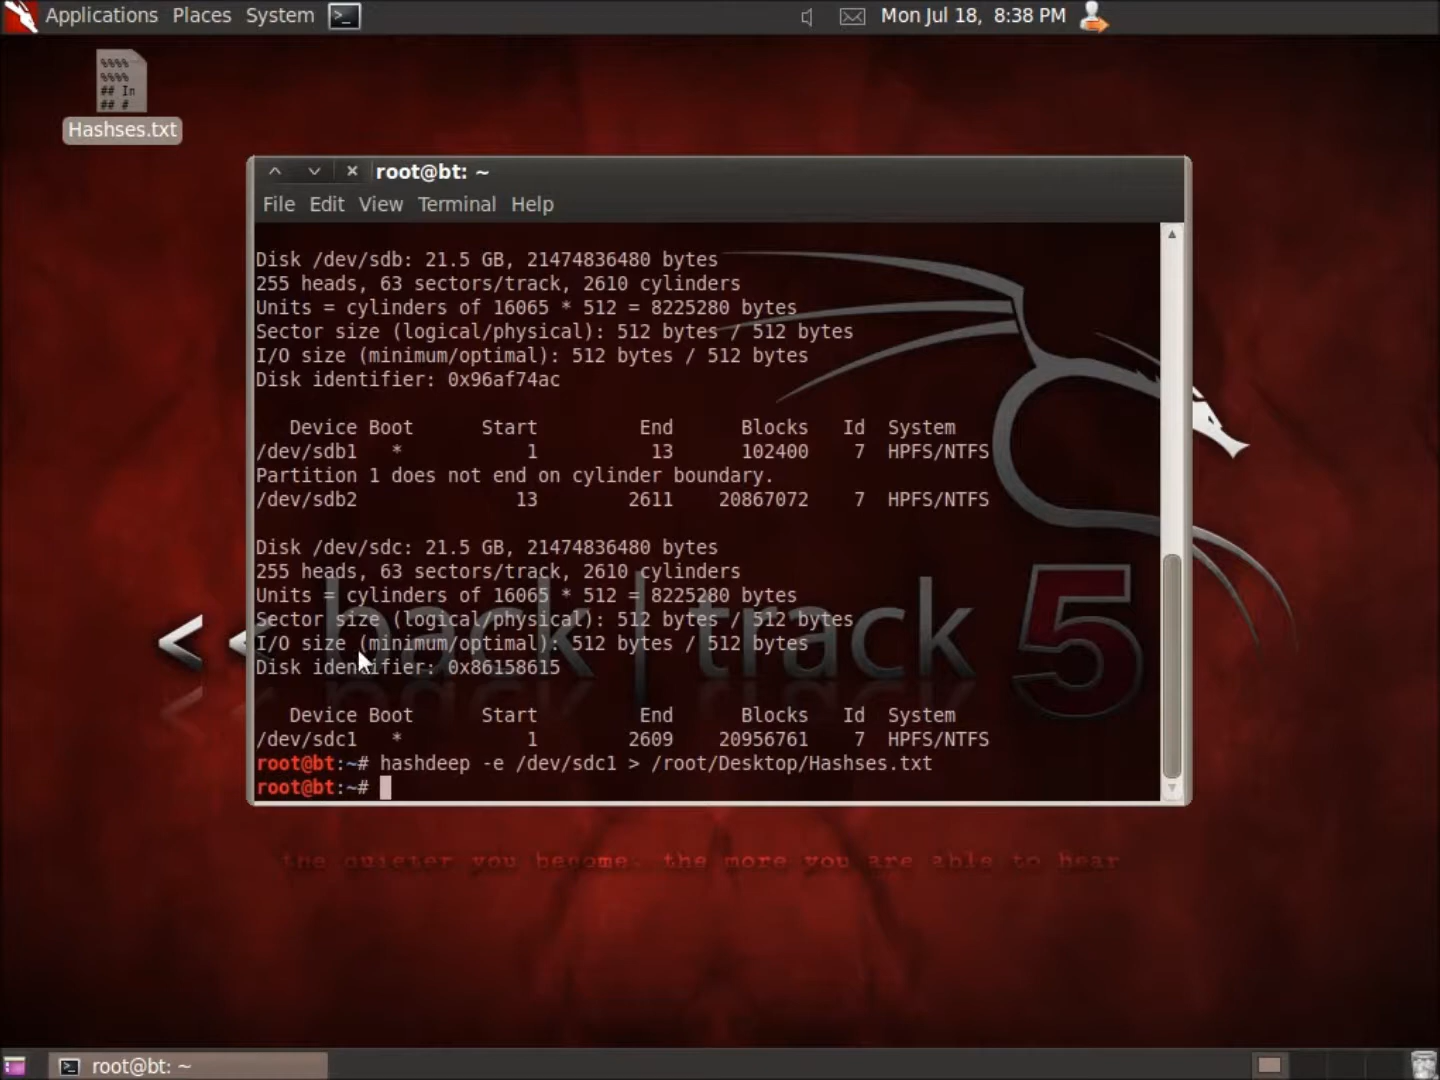 Applications Places System
Mon Jul 18, 8:38 PM
%%%%
%%%%
## In
## #
Hashses.txt
root@bt: ~
File Edit View Terminal Help
Disk /dev/sdb: 21.5 GB, 21474836480 bytes
255 heads, 63 sectors/track, 2610 cylinders
Units = cylinders of 16065 * 512 = 8225280 bytes
Sector size (logical/physical): 512 bytes / 512 bytes
I/O size (minimum/optimal): 512 bytes / 512 bytes
Disk identifier: 0x96af74ac
Device Boot Start End Blocks Id System
/dev/sdb1 * 1 13 102400 7 HPFS/NTFS
Partition 1 does not end on cylinder boundary.
/dev/sdb2 13 2611 20867072 7 HPFS/NTFS
Disk /dev/sdc: 21.5 GB, 21474836480 bytes
255 heads, 63 sectors/track, 2610 cylinders
Units = cylinders of 16065 * 512 = 8225280 bytes
Sector size (logical/physical): 512 bytes / 512 bytes
I/O size (minimum/optimal): 512 bytes / 512 bytes
Disk identifier: 0x86158615
Device Boot Start End Blocks Id System
/dev/sdc1 * 1 2609 20956761 7 HPFS/NTFS
root@bt:~# hashdeep -e /dev/sdc1 > /root/Desktop/Hashses.txt
root@bt:~#
<< back | track 5
the quieter you become, the more you are able to hear
root@bt: ~